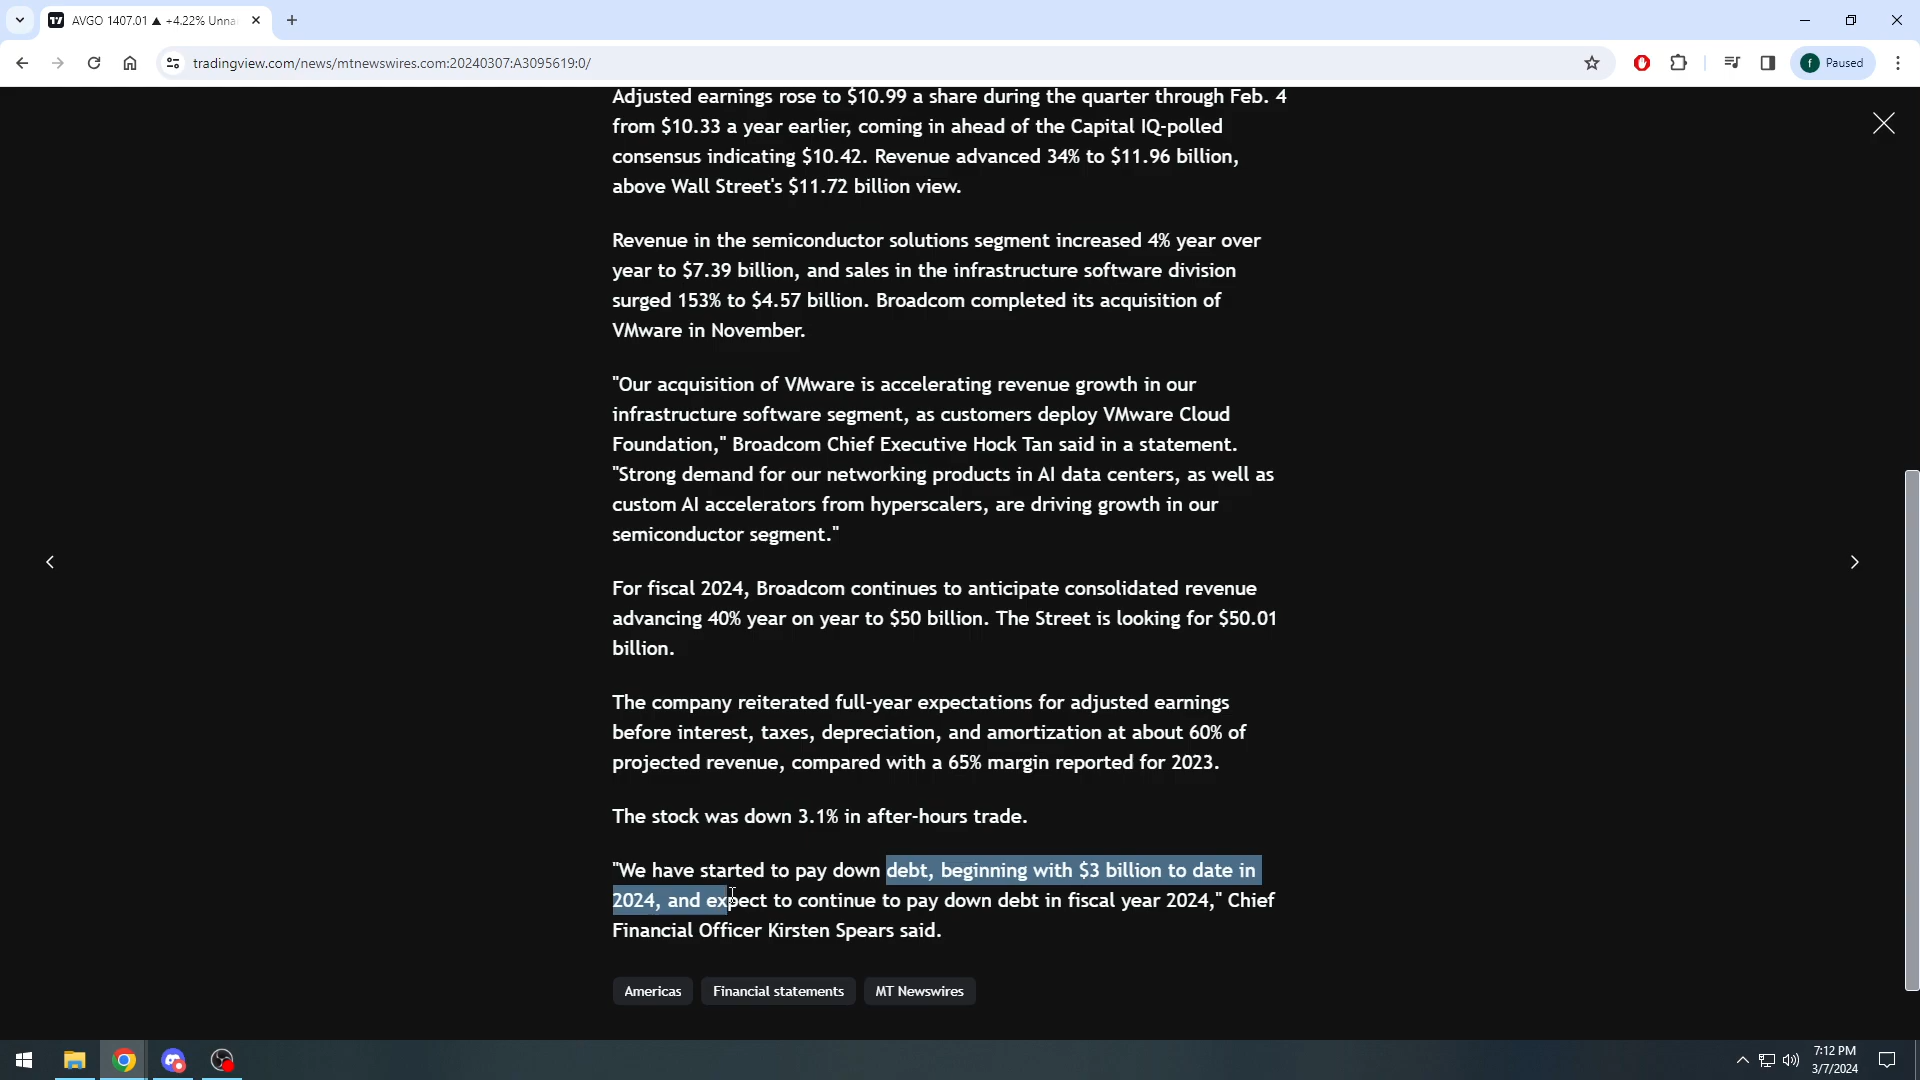 AVGO 1407.01 ▲ +4.22% Unna
tradingview.com/news/mtnewswires.com:20240307:A3095619:0/
f Paused
Adjusted earnings rose to $10.99 a share during the quarter through Feb. 4
from $10.33 a year earlier, coming in ahead of the Capital IQ-polled
consensus indicating $10.42. Revenue advanced 34% to $11.96 billion,
above Wall Street's $11.72 billion view.
Revenue in the semiconductor solutions segment increased 4% year over
year to $7.39 billion, and sales in the infrastructure software division
surged 153% to $4.57 billion. Broadcom completed its acquisition of
VMware in November.
"Our acquisition of VMware is accelerating revenue growth in our
infrastructure software segment, as customers deploy VMware Cloud
Foundation," Broadcom Chief Executive Hock Tan said in a statement.
"Strong demand for our networking products in AI data centers, as well as
custom AI accelerators from hyperscalers, are driving growth in our
semiconductor segment."
For fiscal 2024, Broadcom continues to anticipate consolidated revenue
advancing 40% year on year to $50 billion. The Street is looking for $50.01
billion.
The company reiterated full-year expectations for adjusted earnings
before interest, taxes, depreciation, and amortization at about 60% of
projected revenue, compared with a 65% margin reported for 2023.
The stock was down 3.1% in after-hours trade.
"We have started to pay down debt, beginning with $3 billion to date in
2024, and expect to continue to pay down debt in fiscal year 2024," Chief
Financial Officer Kirsten Spears said.
Americas Financial statements MT Newswires
7:12 PM
3/7/2024